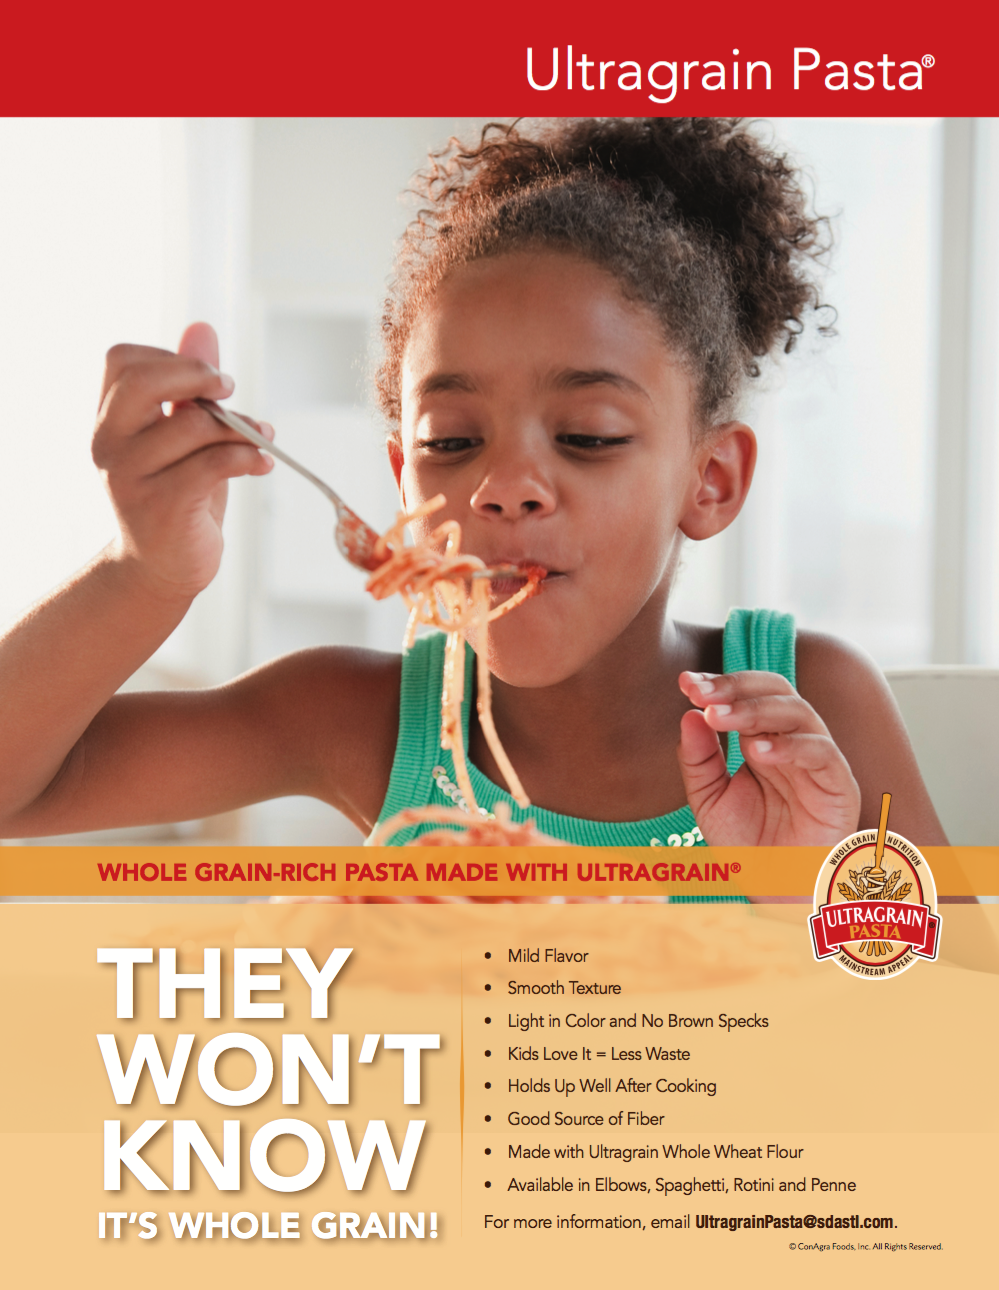 Ultragrain Pasta®
WHOLE GRAIN-RICH PASTA MADE WITH ULTRAGRAIN®
WHOLE GRAIN NUTRITION
ULTRAGRAIN
PASTA
MAINSTREAM APPEAL
THEY
WON'T
KNOW
IT'S WHOLE GRAIN!
• Mild Flavor
• Smooth Texture
• Light in Color and No Brown Specks
• Kids Love It = Less Waste
• Holds Up Well After Cooking
• Good Source of Fiber
• Made with Ultragrain Whole Wheat Flour
• Available in Elbows, Spaghetti, Rotini and Penne
For more information, email UltragrainPasta@sdastl.com.
© ConAgra Foods, Inc. All Rights Reserved.